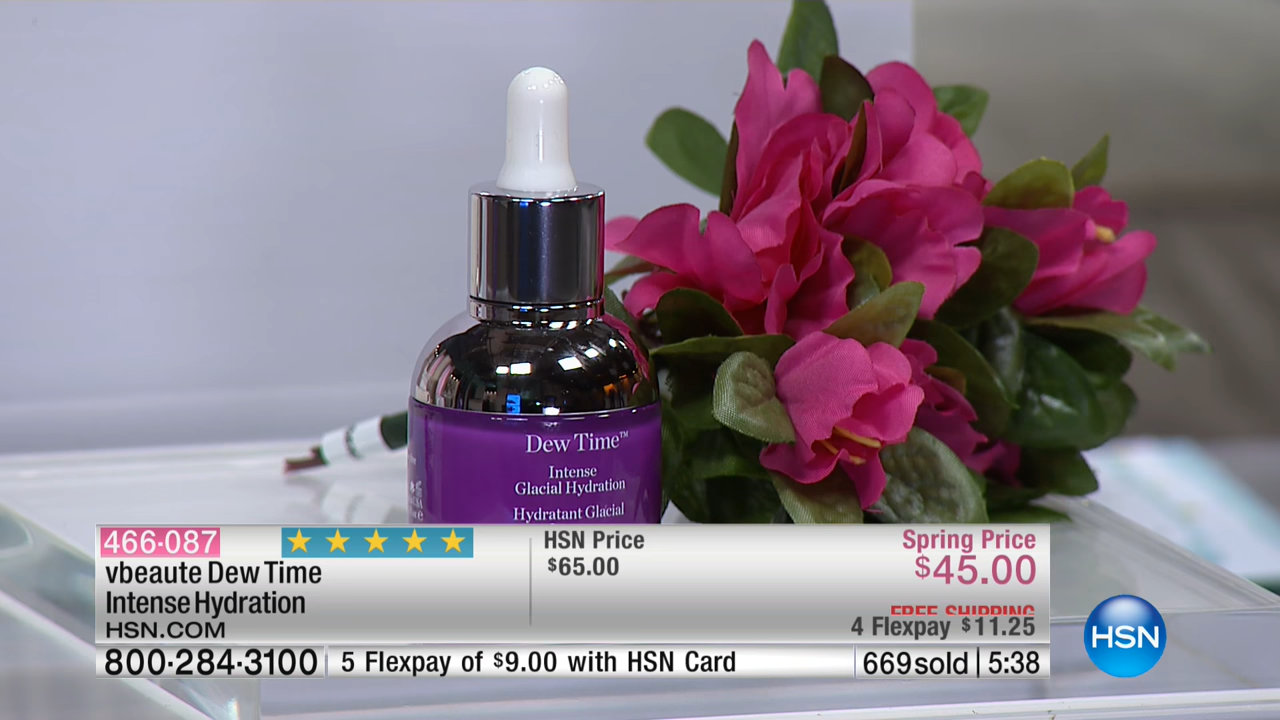 Dew Time™
Intense
Glacial Hydration
Hydratant Glacial
466-087
vbeaute Dew Time
Intense Hydration
HSN.COM
HSN Price
$65.00
Spring Price
$45.00
FREE SHIPPING
4 Flexpay $11.25
800·284·3100
5 Flexpay of $9.00 with HSN Card
669sold
5:38
HSN